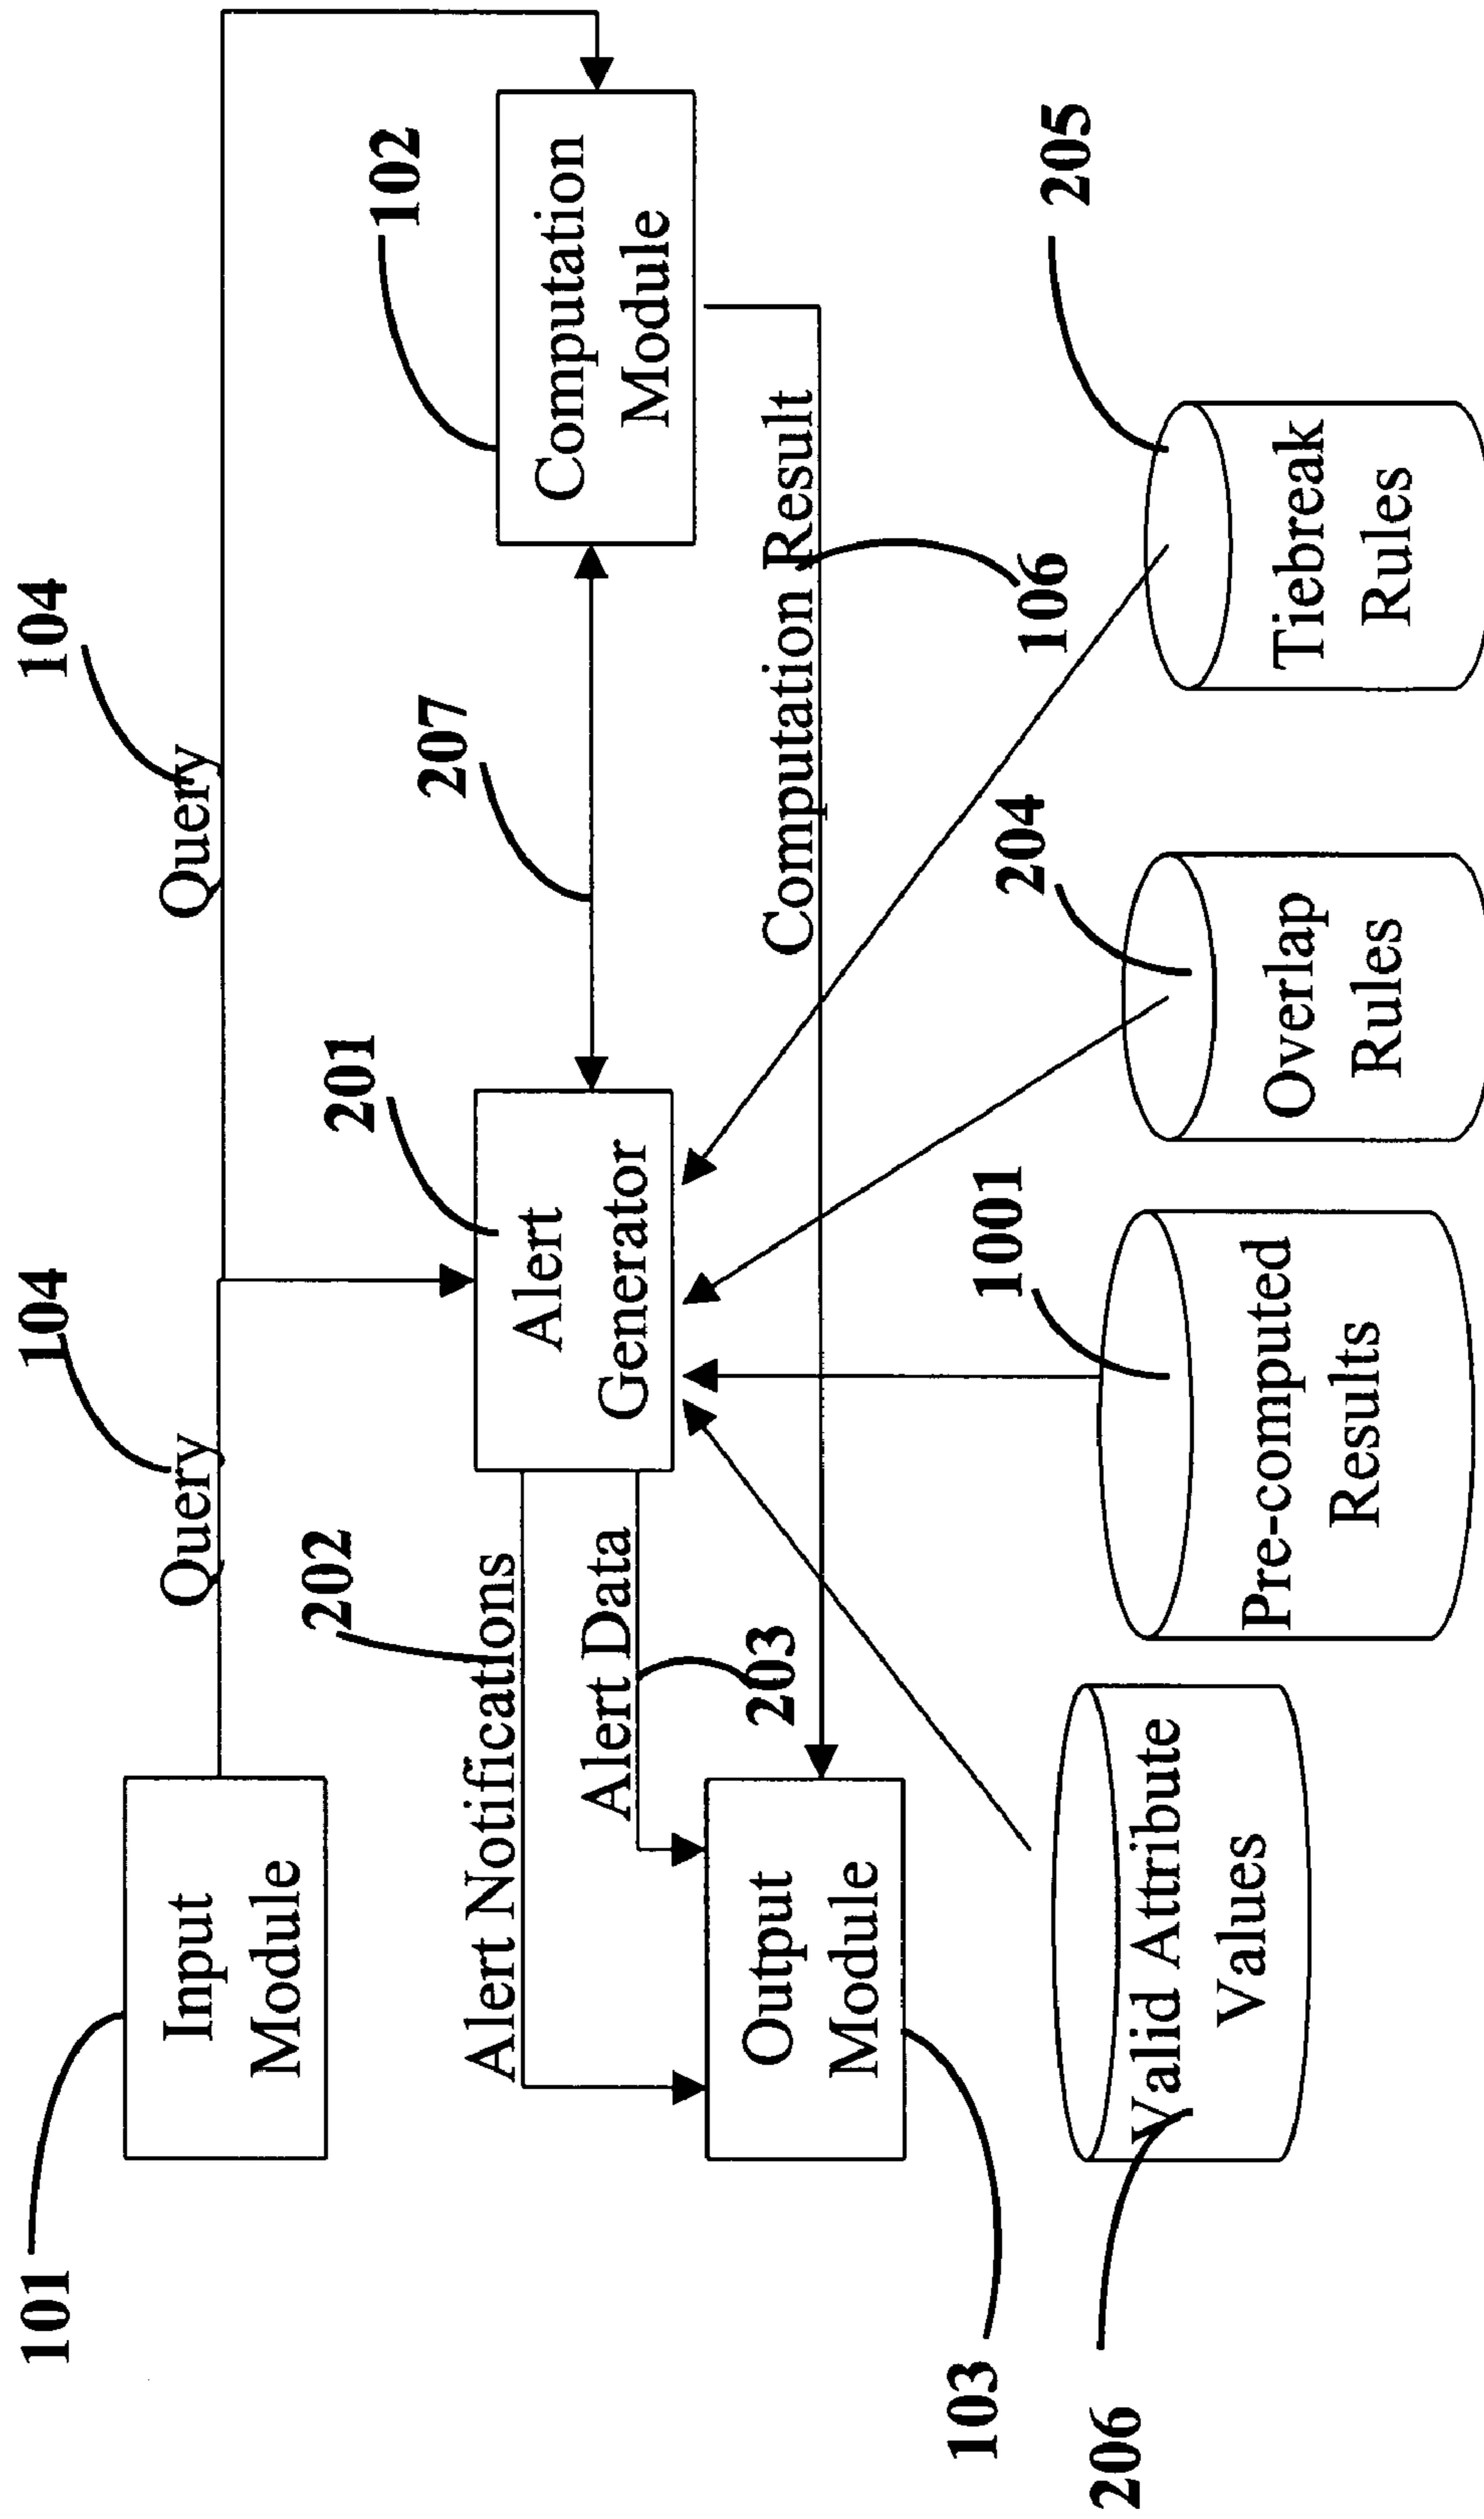 104
104
Query
Query
101
Input
Module
102
Computation
Module
207
201
Alert
Generator
202
Alert Notifications
Alert Data
203
Computation Result
106
Output
Module
103
1001
204
205
206
Valid Attribute
Values
Pre-computed
Results
Overlap
Rules
Tiebreak
Rules